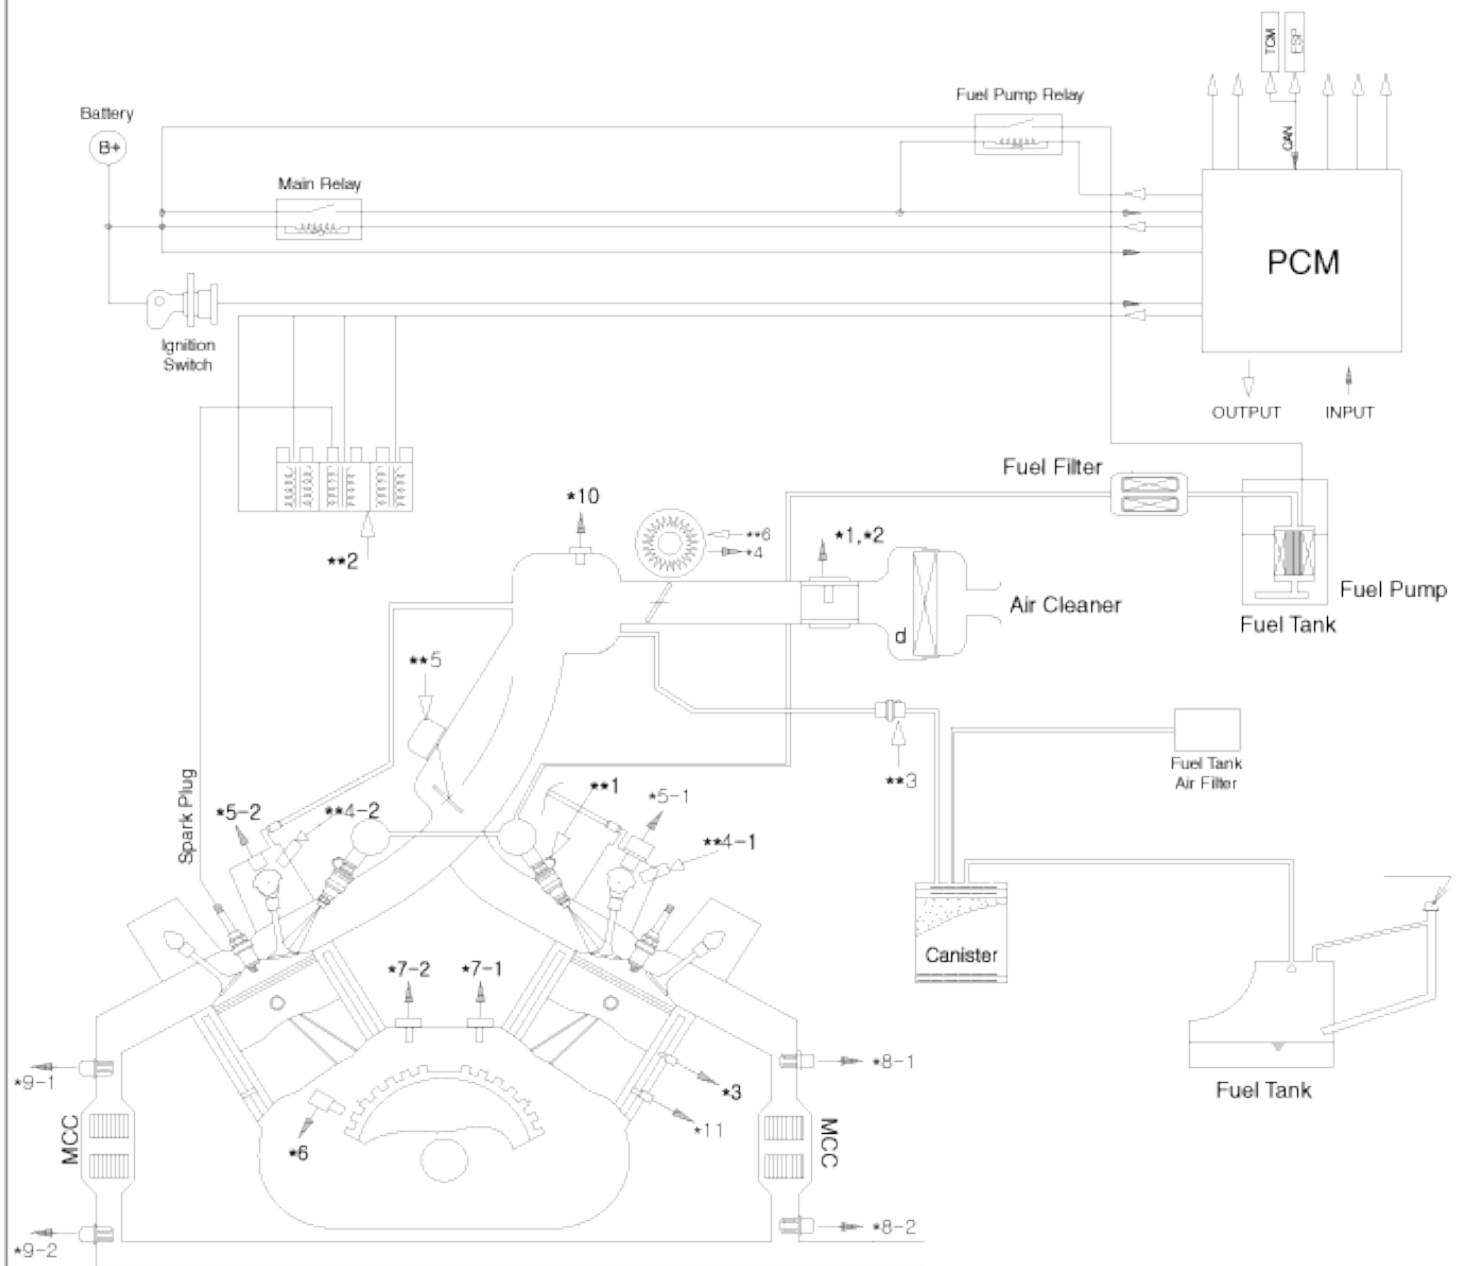 TCM
ESP
CAN
Fuel Pump Relay
Battery
B+
Main Relay
PCM
Ignition
Switch
OUTPUT
INPUT
Fuel Filter
Fuel Pump
Fuel Tank
★10
★★6
★4
★1,★2
★★2
Air Cleaner
d
★★5
★★3
Fuel Tank
Air Filter
Spark Plug
★5-2
★★4-2
★★1
★5-1
★★4-1
Canister
★7-2
★7-1
★9-1
★8-1
★3
★11
Fuel Tank
MCC
MCC
★6
★9-2
★8-2